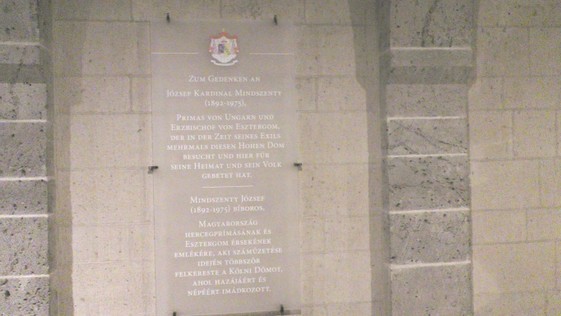 Zum Gedenken an
József Kardinal Mindszenty
(1892-1975),
Primas von Ungarn und
Erzbischof von Esztergom,
der in der Zeit seines Exils
mehrmals diesen Hohen Dom
besucht und hier für
seine Heimat und sein Volk
gebetet hat.
Mindszenty József
(1892-1975) bíboros,
Magyarország
hercegprímásának és
Esztergom érsekének
emlékére, aki száműzetése
idején többször
felkereste a Kölni Dómot,
ahol hazájáért és
népéért imádkozott.